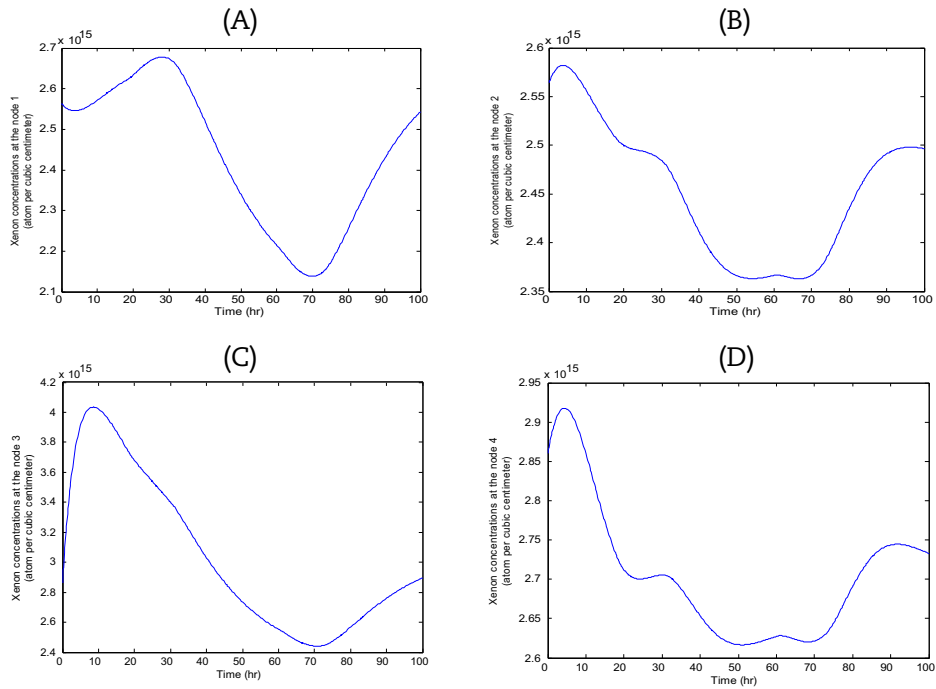 (A)
× 10¹⁵
2.7
2.6
2.5
2.4
2.3
2.2
2.1
0 10 20 30 40 50 60 70 80 90 100
Time (hr)
Xenon concentrations at the node 1
(atom per cubic centimeter)
(B)
× 10¹⁵
2.6
2.55
2.5
2.45
2.4
2.35
0 10 20 30 40 50 60 70 80 90 100
Time (hr)
Xenon concentrations at the node 2
(atom per cubic centimeter)
(C)
× 10¹⁵
4.2
4
3.8
3.6
3.4
3.2
3
2.8
2.6
2.4
0 10 20 30 40 50 60 70 80 90 100
Time (hr)
Xenon concentrations at the node 3
(atom per cubic centimeter)
(D)
× 10¹⁵
2.95
2.9
2.85
2.8
2.75
2.7
2.65
2.6
0 10 20 30 40 50 60 70 80 90 100
Time (hr)
Xenon concentrations at the node 4
(atom per cubic centimeter)